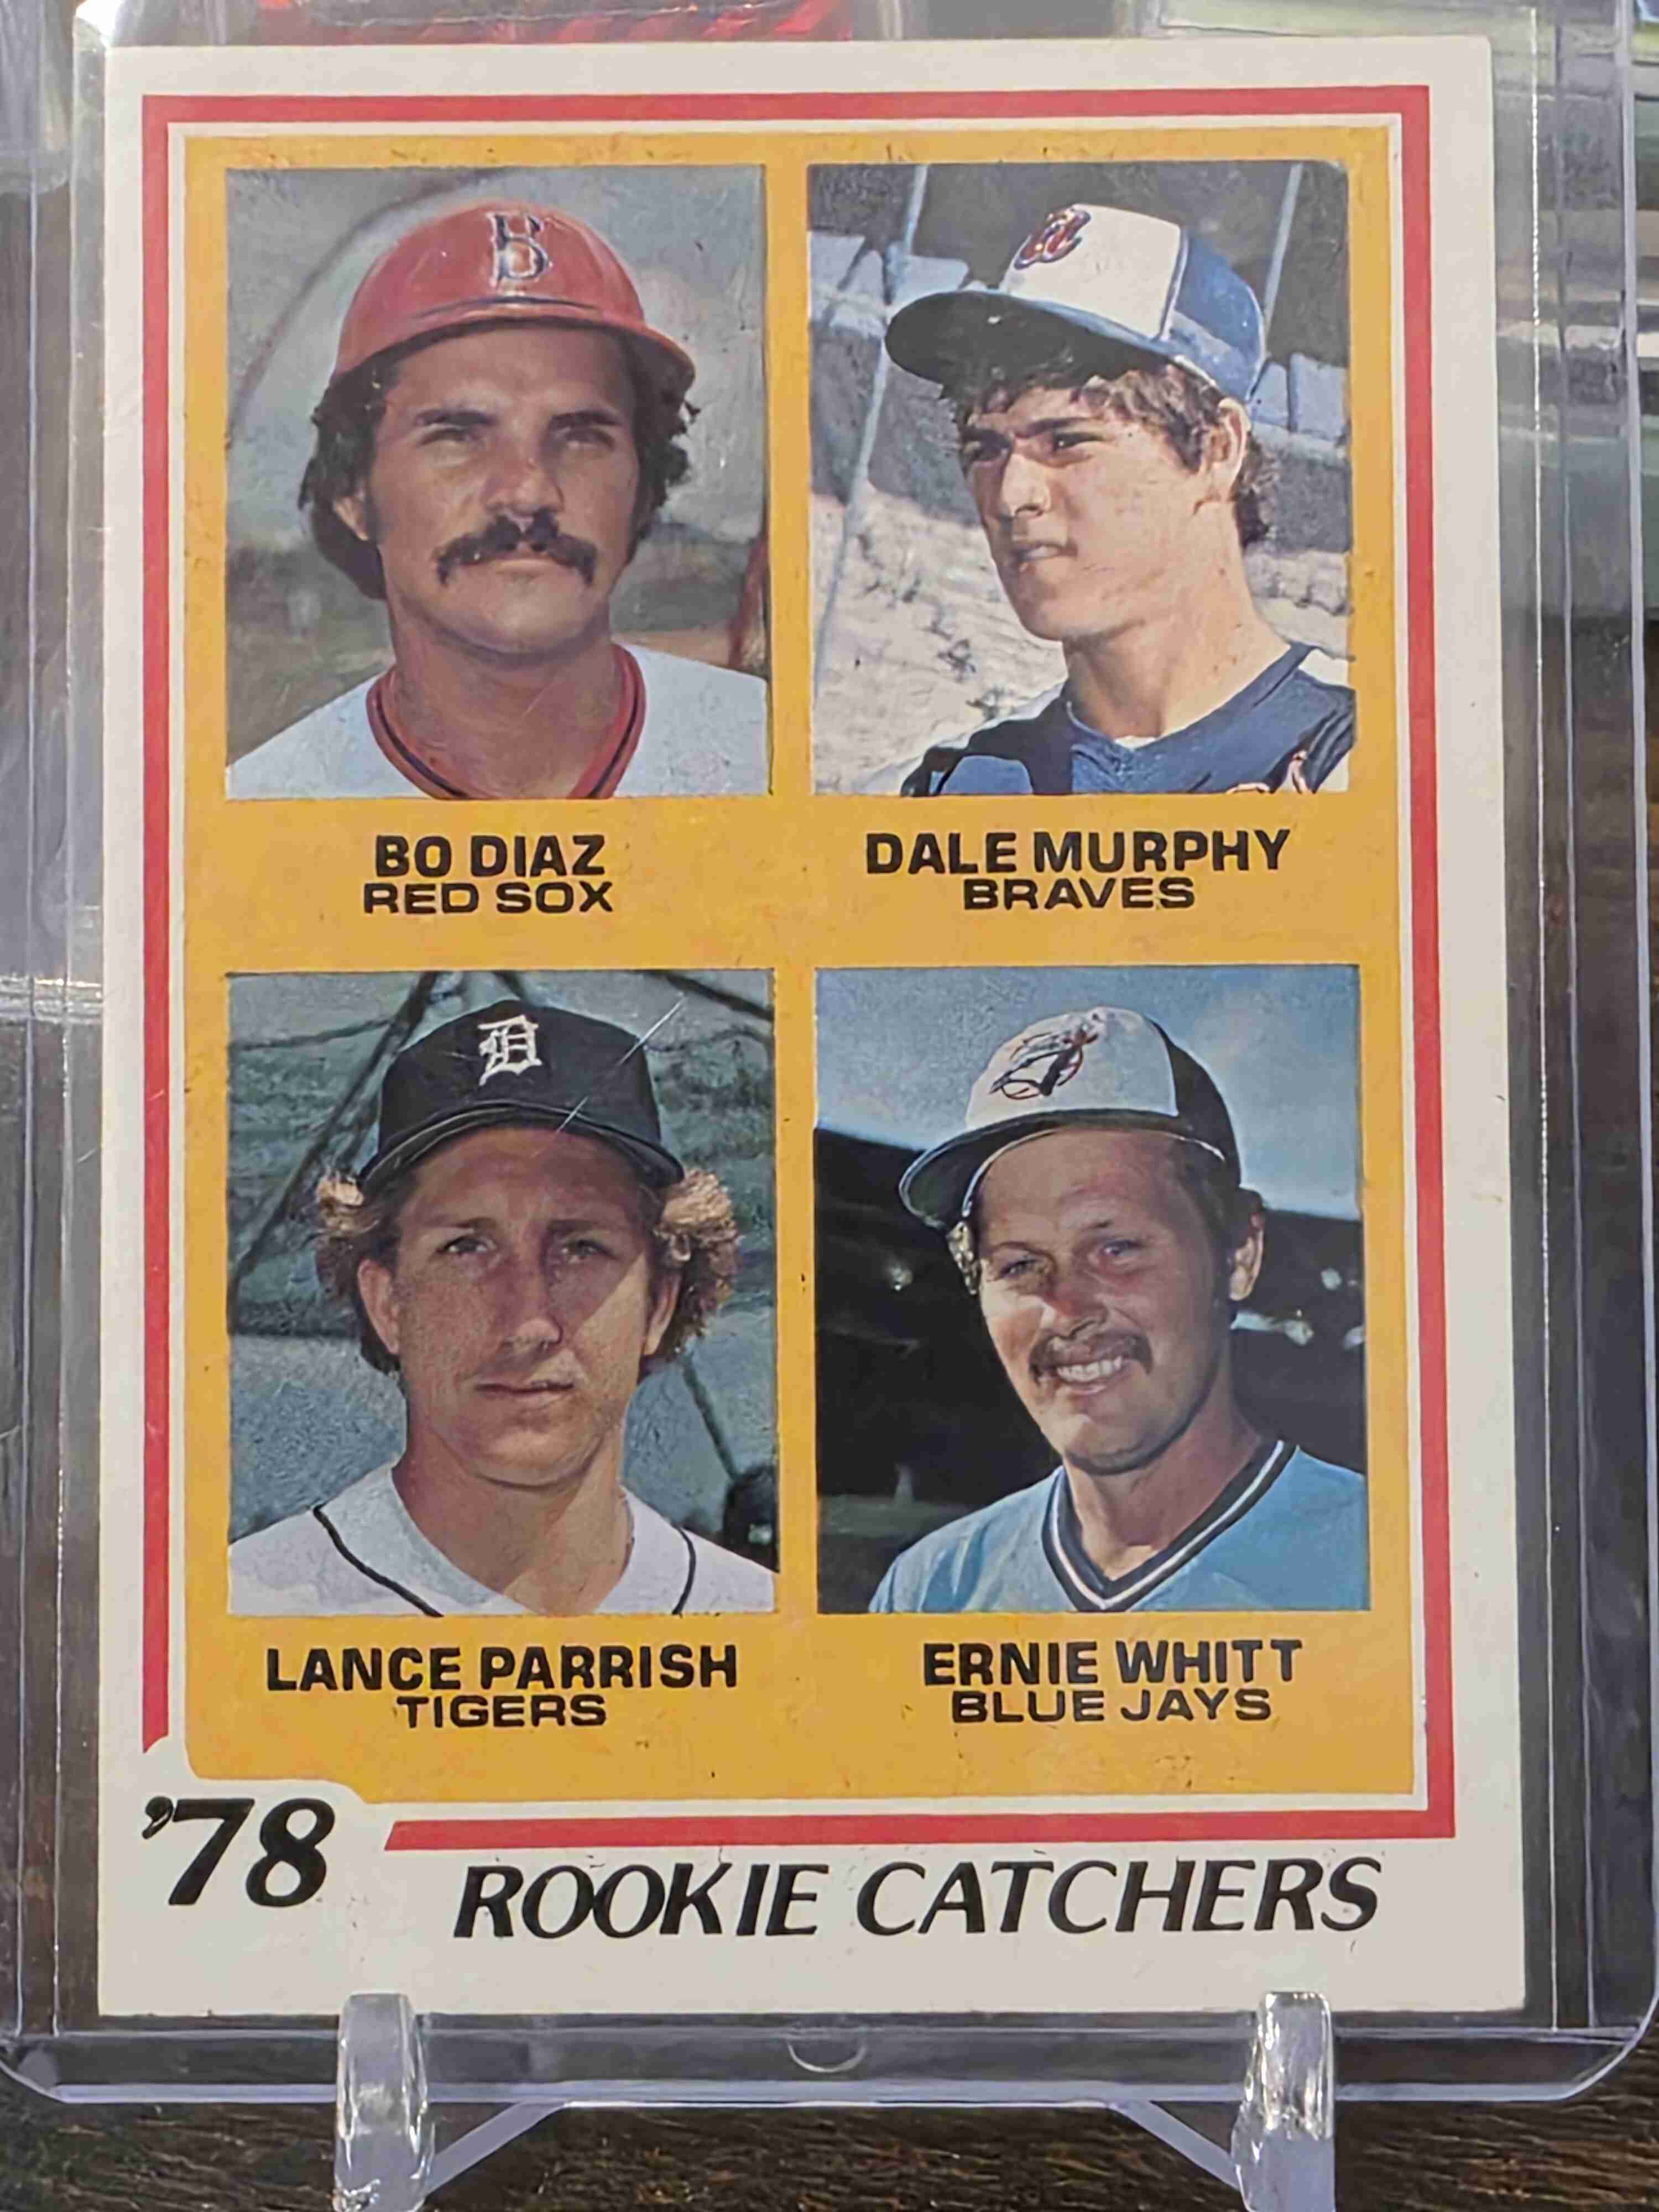 B
D
BO DIAZ
RED SOX
DALE MURPHY
BRAVES
LANCE PARRISH
TIGERS
ERNIE WHITT
BLUE JAYS
'78
ROOKIE CATCHERS